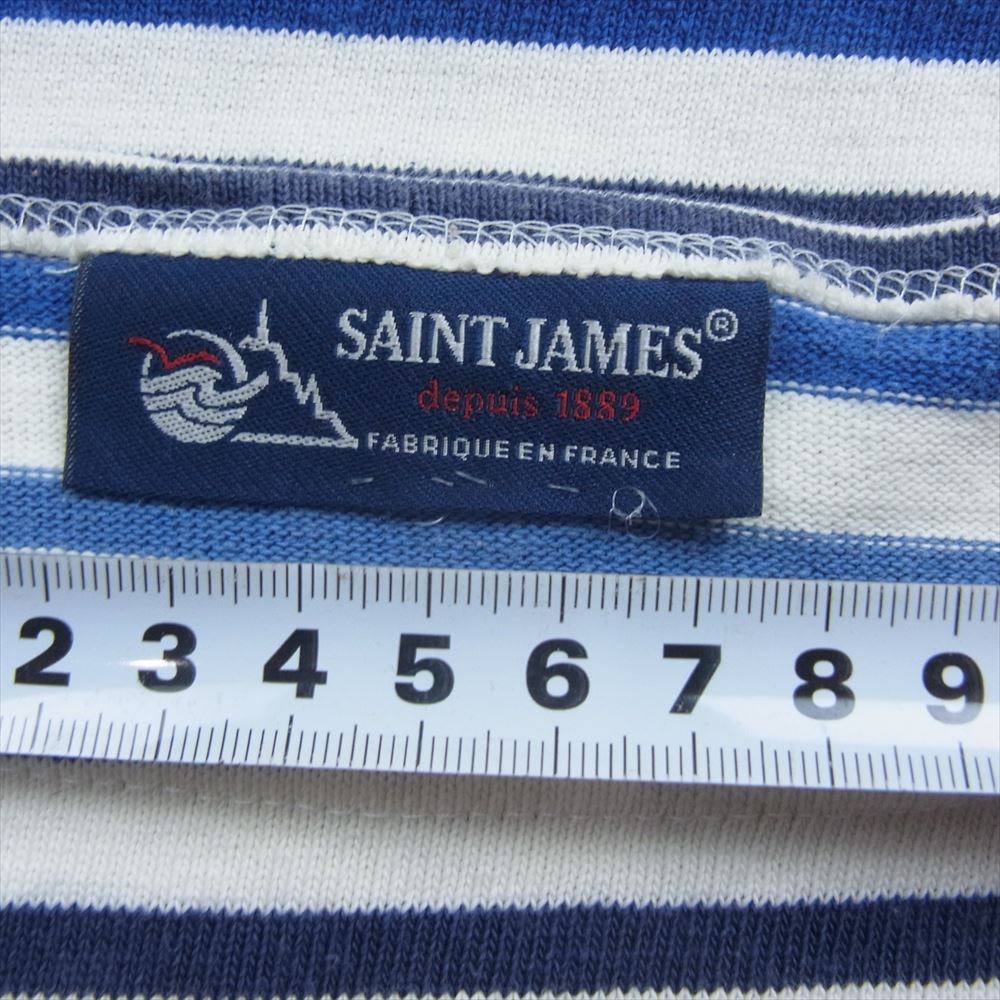 SAINT JAMES®
depuis 1889
FABRIQUE EN FRANCE
2 3 4 5 6 7 8 9